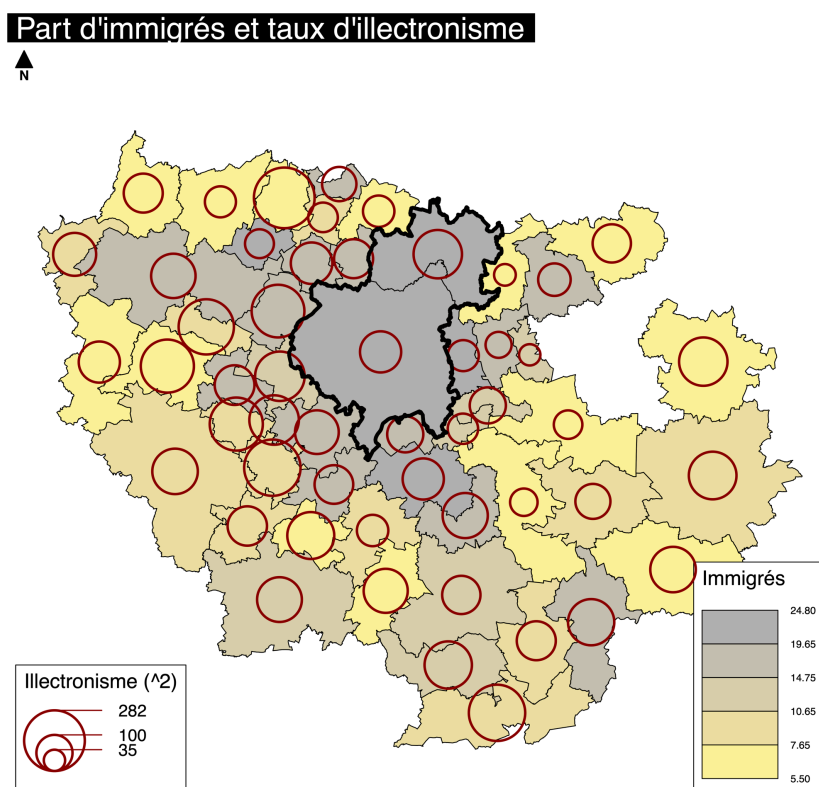 Part d'immigrés et taux d'illectronisme
N
Illectronisme (^2)
282
100
35
Immigrés
24.80
19.65
14.75
10.65
7.65
5.50